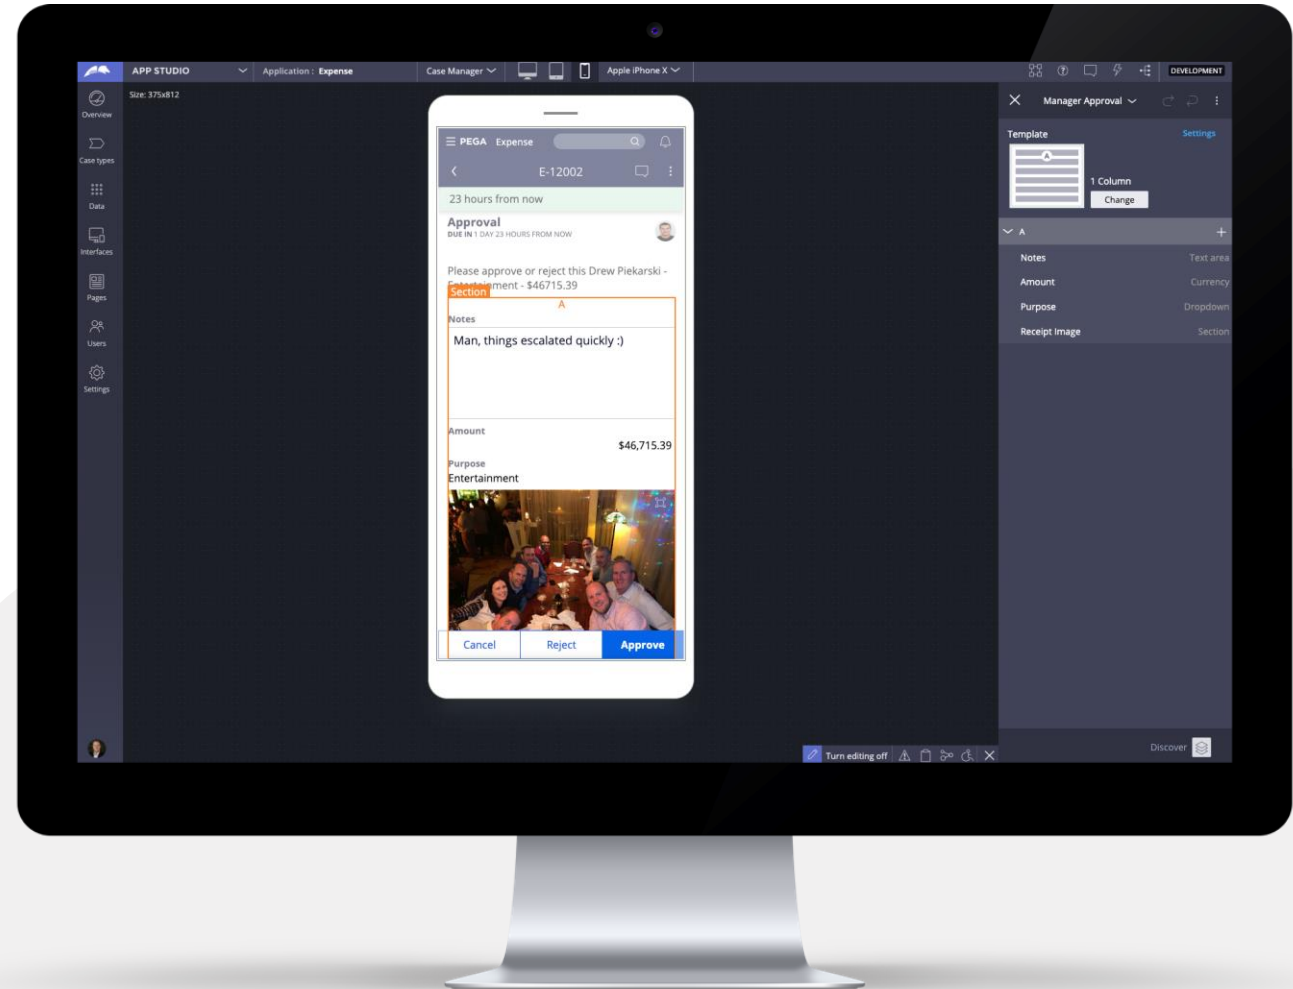 APP STUDIO
Application : Expense
Case Manager
Apple iPhone X
DEVELOPMENT
Size: 375x812
Overview
Case types
Data
Interfaces
Pages
Users
Settings
PEGA Expense
E-12002
23 hours from now
Approval
DUE IN 1 DAY 23 HOURS FROM NOW
Please approve or reject this Drew Piekarski -
Entertainment - $46715.39
Section
A
Notes
Man, things escalated quickly :)
Amount
$46,715.39
Purpose
Entertainment
Cancel Reject Approve
Manager Approval
Template
Settings
A
1 Column
Change
A
Notes Text area
Amount Currency
Purpose Dropdown
Receipt Image Section
Turn editing off
Discover